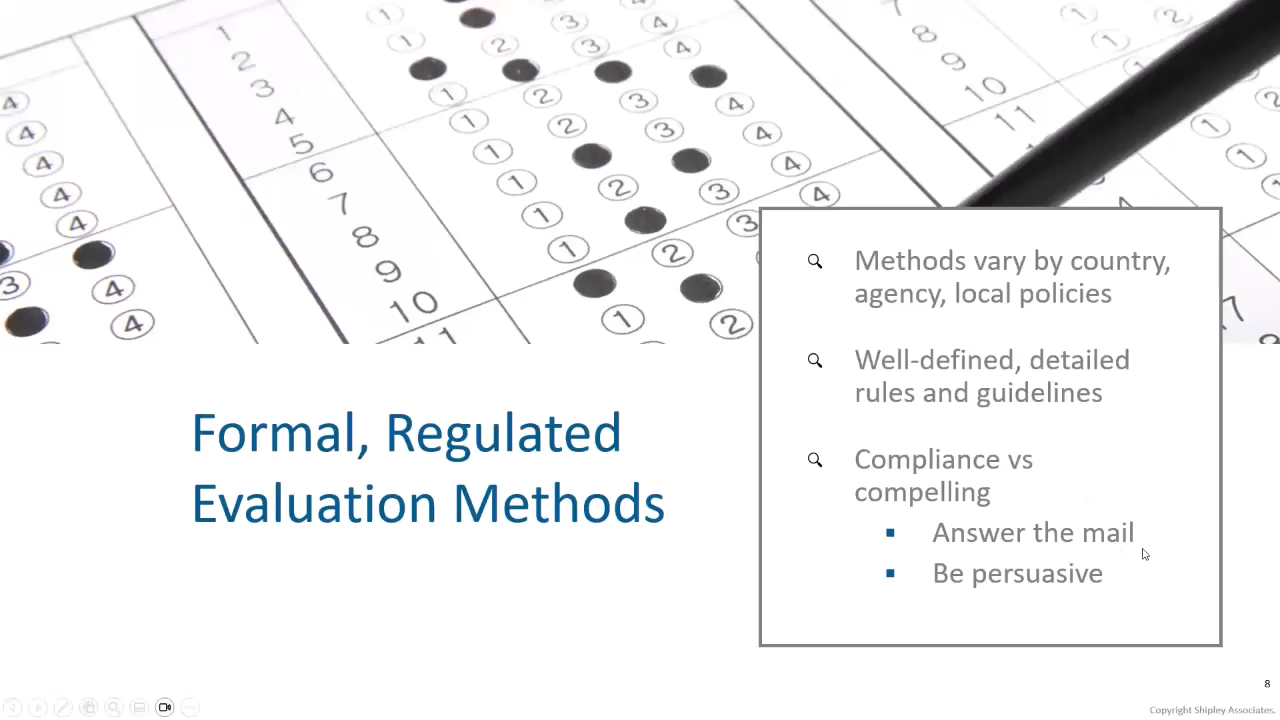 Formal, Regulated
Evaluation Methods
Methods vary by country,
agency, local policies
Well-defined, detailed
rules and guidelines
Compliance vs
compelling
Answer the mail
Be persuasive
8
Copyright Shipley Associates.